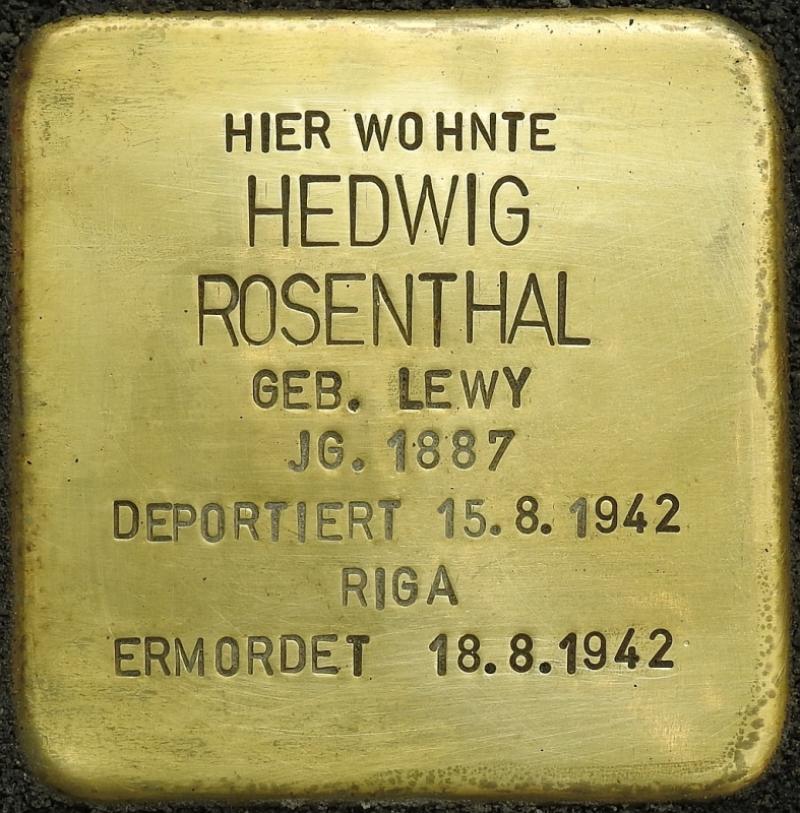 HIER WOHNTE
HEDWIG
ROSENTHAL
GEB. LEWY
JG. 1887
DEPORTIERT 15.8.1942
RIGA
ERMORDET 18.8.1942